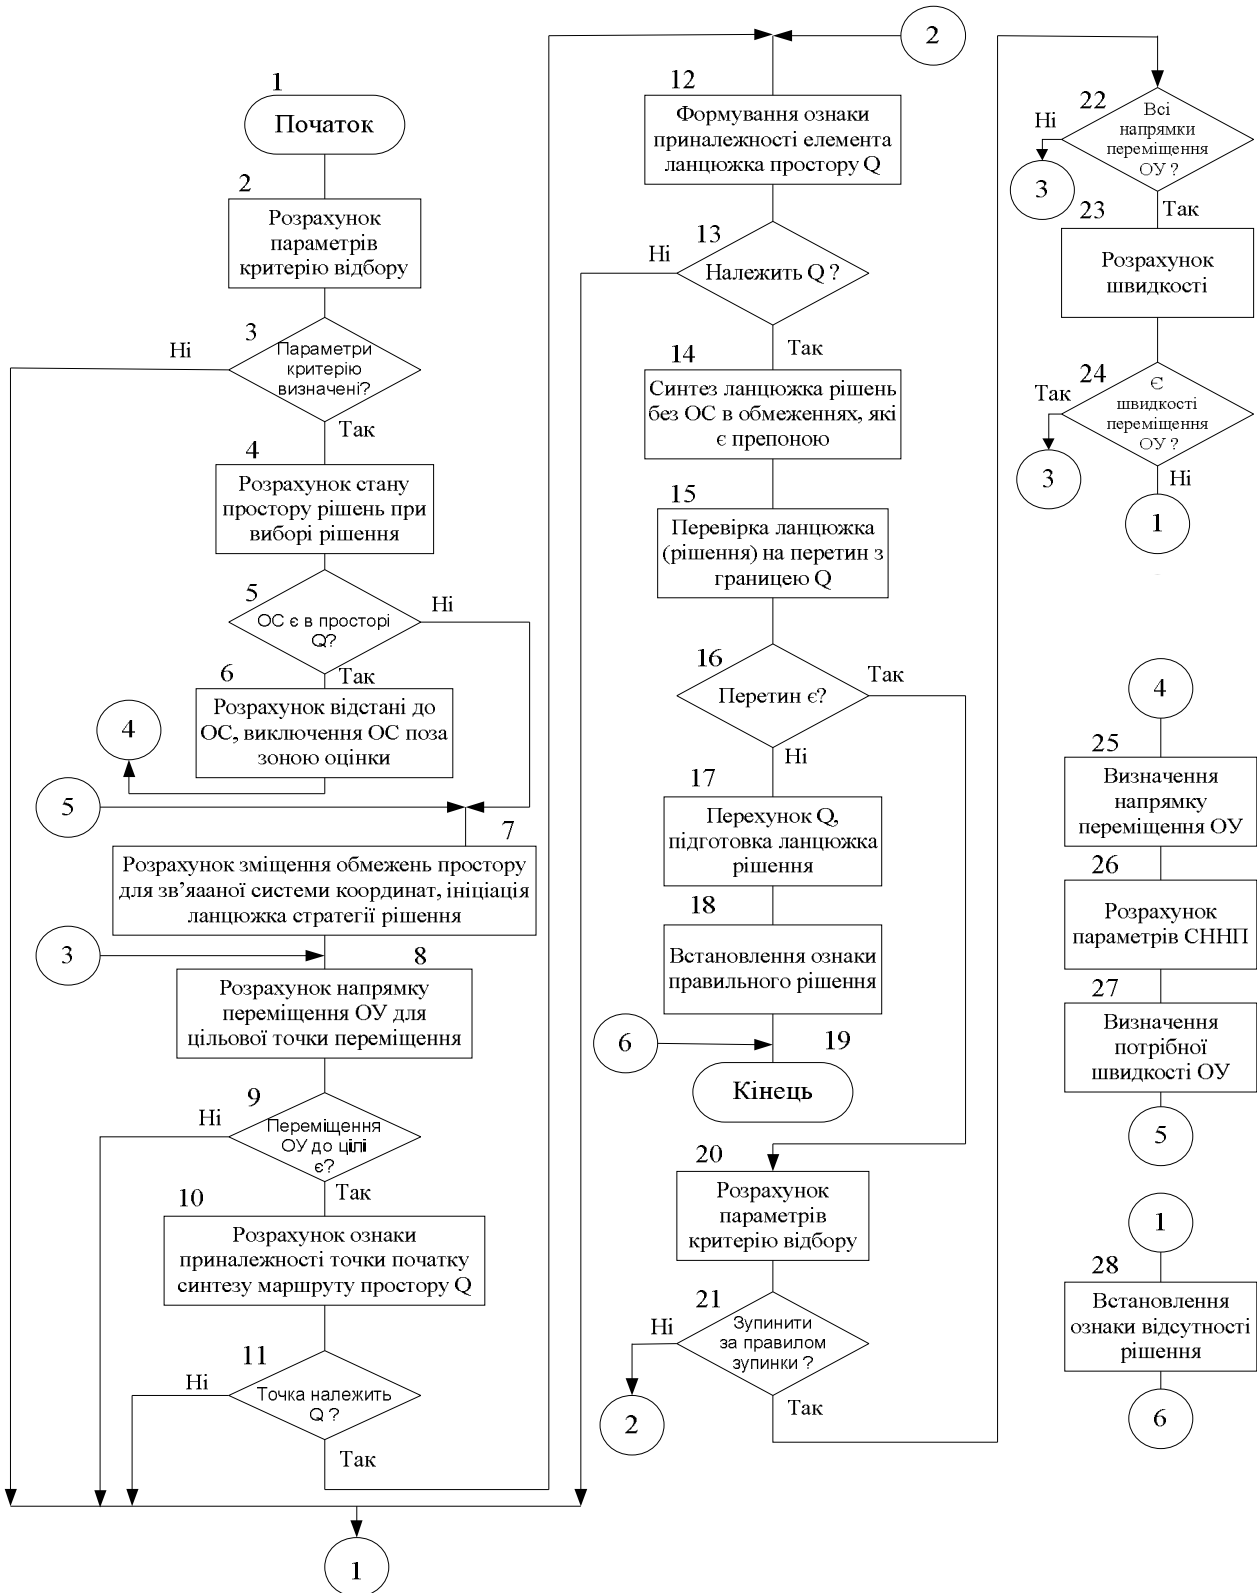 1
Початок
2
Розрахунок
параметрів
критерію відбору
3
Ні
Параметри
критерію
визначені?
Так
4
Розрахунок стану
простору рішень при
виборі рішення
5
Ні
ОС є в просторі
Q?
6
Так
Розрахунок відстані до
ОС, виключення ОС поза
зоною оцінки
4
5
7
Розрахунок зміщення обмежень простору
для зв’яааної системи координат, ініціація
ланцюжка стратегії рішення
3
8
Розрахунок напрямку
переміщення ОУ для
цільової точки переміщення
9
Ні
Переміщення
ОУ до цілі
є?
Так
10
Розрахунок ознаки
приналежності точки початку
синтезу маршруту простору Q
11
Ні
Точка належить
Q ?
Так
1
2
12
Формування ознаки
приналежності елемента
ланцюжка простору Q
13
Ні
Належить Q ?
Так
14
Синтез ланцюжка рішень
без ОС в обмеженнях, які
є препоною
15
Перевірка ланцюжка
(рішення) на перетин з
границею Q
16
Так
Перетин є?
Ні
17
Перехунок Q,
підготовка ланцюжка
рішення
18
Встановлення ознаки
правильного рішення
6
19
Кінець
20
Розрахунок
параметрів
критерію відбору
21
Ні
Зупинити
за правилом
зупинки ?
Так
2
22
Ні
Всі
напрямки
переміщення
ОУ ?
3
Так
23
Розрахунок
швидкості
24
Так
Є
швидкості
переміщення
ОУ ?
3
Ні
1
4
25
Визначення
напрямку
переміщення ОУ
26
Розрахунок
параметрів СННП
27
Визначення
потрібної
швидкості ОУ
5
1
28
Встановлення
ознаки відсутності
рішення
6